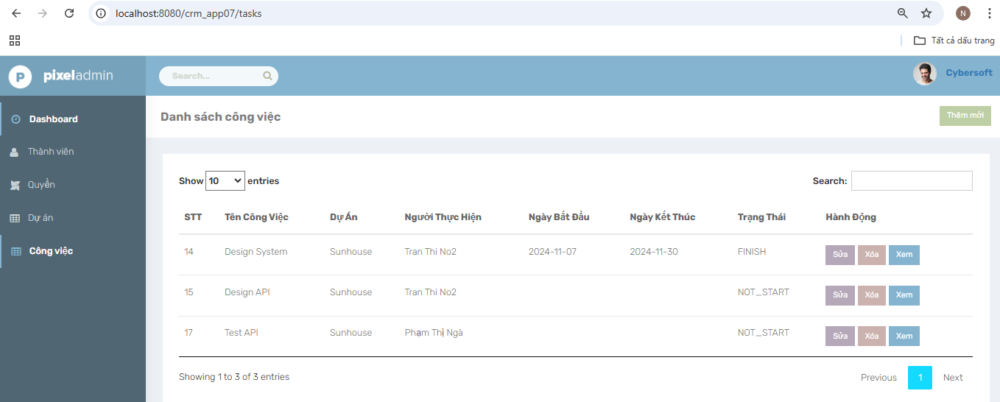 localhost:8080/crm_app07/tasks
N
Tất cả dấu trang
P pixeladmin
Search...
Cybersoft
Dashboard
Thành viên
Quyền
Dự án
Công việc
Danh sách công việc
Thêm mới
Show 10 entries
Search:
STT Tên Công Việc Dự Án Người Thực Hiện Ngày Bắt Đầu Ngày Kết Thúc Trạng Thái Hành Động
14 Design System Sunhouse Tran Thi No2 2024-11-07 2024-11-30 FINISH Sửa Xóa Xem
15 Design API Sunhouse Tran Thi No2 NOT_START Sửa Xóa Xem
17 Test API Sunhouse Phạm Thị Ngà NOT_START Sửa Xóa Xem
Showing 1 to 3 of 3 entries
Previous 1 Next